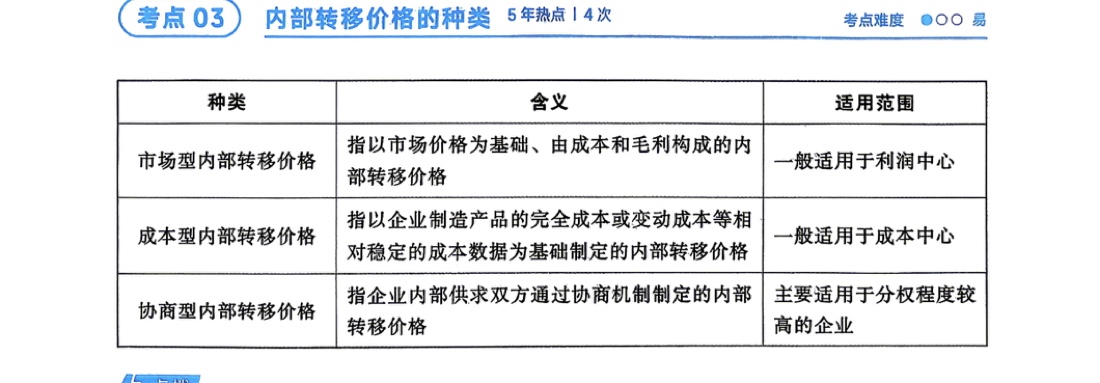 考点 03 内部转移价格的种类 5年热点|4次 考点难度 易
种类 含义 适用范围
市场型内部转移价格
指以市场价格为基础、由成本和毛利构成的内
部转移价格
一般适用于利润中心
成本型内部转移价格
指以企业制造产品的完全成本或变动成本等相
对稳定的成本数据为基础制定的内部转移价格
一般适用于成本中心
协商型内部转移价格
指企业内部供求双方通过协商机制制定的内部
转移价格
主要适用于分权程度较
高的企业